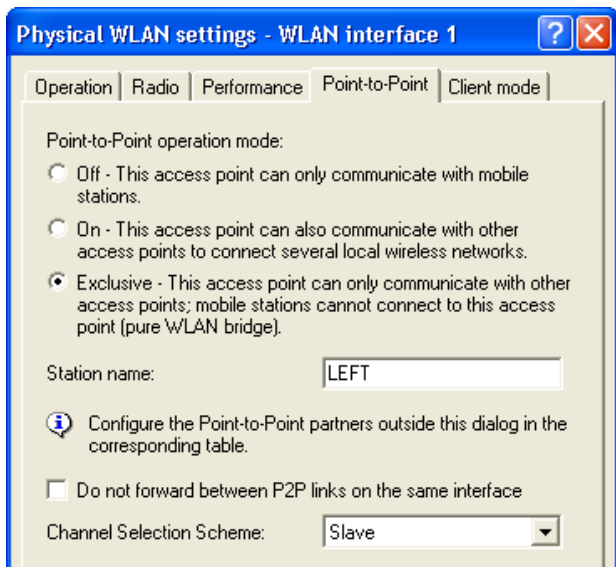 Physical WLAN settings - WLAN interface 1
Operation Radio Performance Point-to-Point Client mode
Point-to-Point operation mode:
Off - This access point can only communicate with mobile
stations.
On - This access point can also communicate with other
access points to connect several local wireless networks.
Exclusive - This access point can only communicate with other
access points; mobile stations cannot connect to this access
point (pure WLAN bridge).
Station name: LEFT
Configure the Point-to-Point partners outside this dialog in the
corresponding table.
Do not forward between P2P links on the same interface
Channel Selection Scheme: Slave